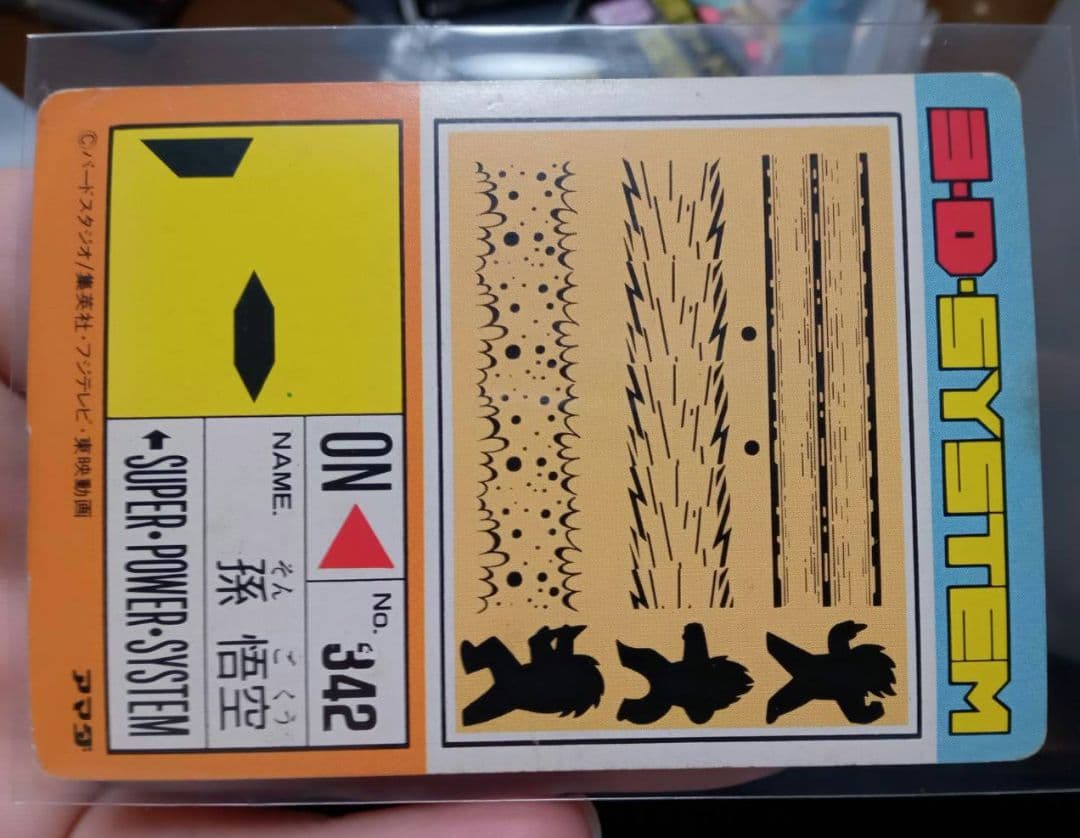 3·D·SYSTEM
ON No. 342
NAME. 孫悟空
そんごくう
←SUPER·POWER·SYSTEM
©バードスタジオ/集英社・フジテレビ・東映動画
アマダ